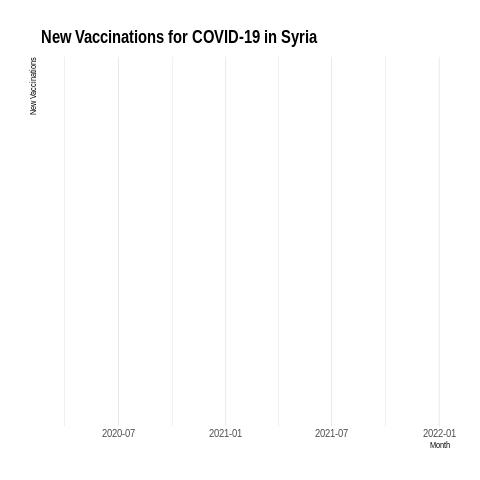 New Vaccinations for COVID-19 in Syria
New Vaccinations
2020-07
2021-01
2021-07
2022-01
Month